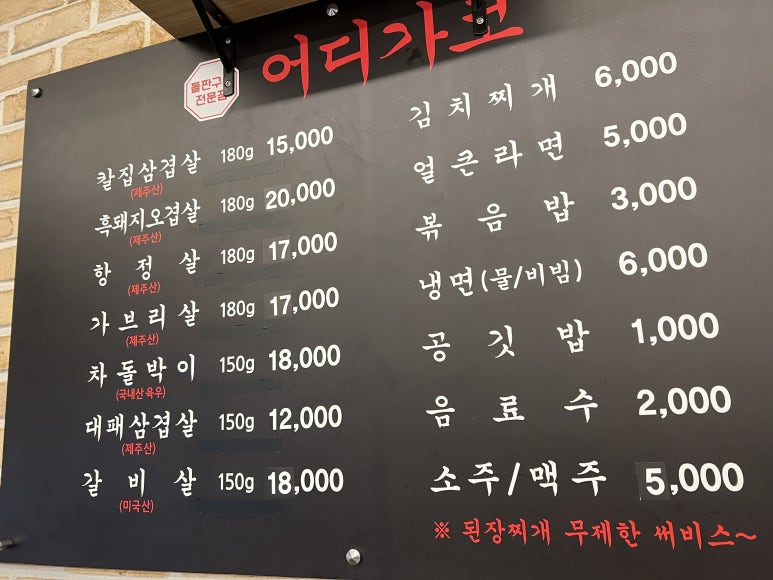 어디가코
돌판구
전문점
칼집삼겹살 180g 15,000
(제주산)
흑돼지오겹살 180g 20,000
(제주산)
항정살 180g 17,000
(제주산)
가브리살 180g 17,000
(제주산)
차돌박이 150g 18,000
(국내산 육우)
대패삼겹살 150g 12,000
(제주산)
갈비살 150g 18,000
(미국산)
김치찌개 6,000
얼큰라면 5,000
볶음밥 3,000
냉면(물/비빔) 6,000
공깃밥 1,000
음료수 2,000
소주/맥주 5,000
※ 된장찌개 무제한 써비스~